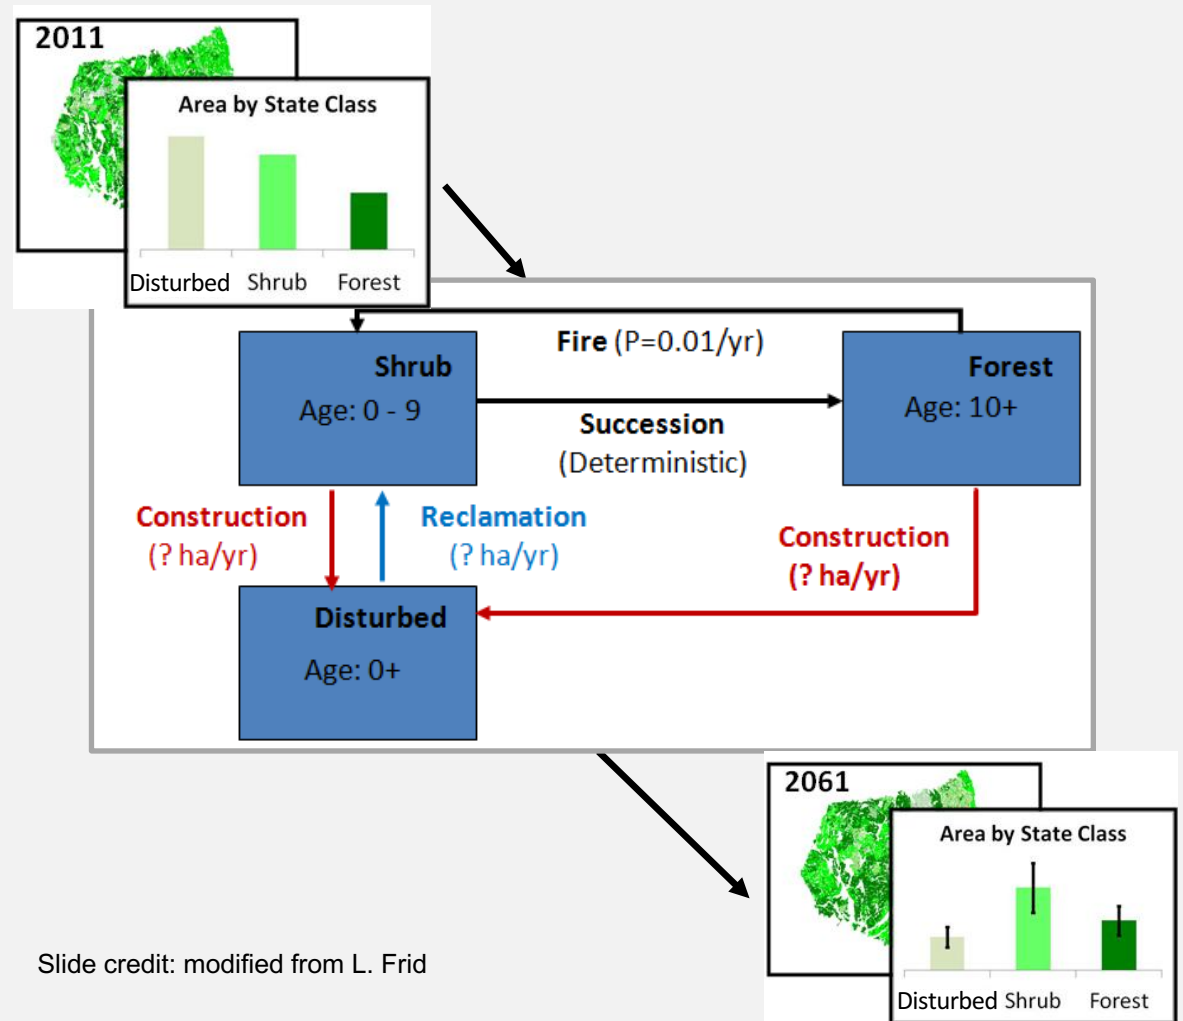 2011
Area by State Class
Disturbed Shrub Forest
Fire (P=0.01/yr)
Shrub
Age: 0 - 9
Forest
Age: 10+
Succession
(Deterministic)
Construction
(? ha/yr)
Reclamation
(? ha/yr)
Construction
(? ha/yr)
Disturbed
Age: 0+
2061
Area by State Class
Disturbed Shrub Forest
Slide credit: modified from L. Frid